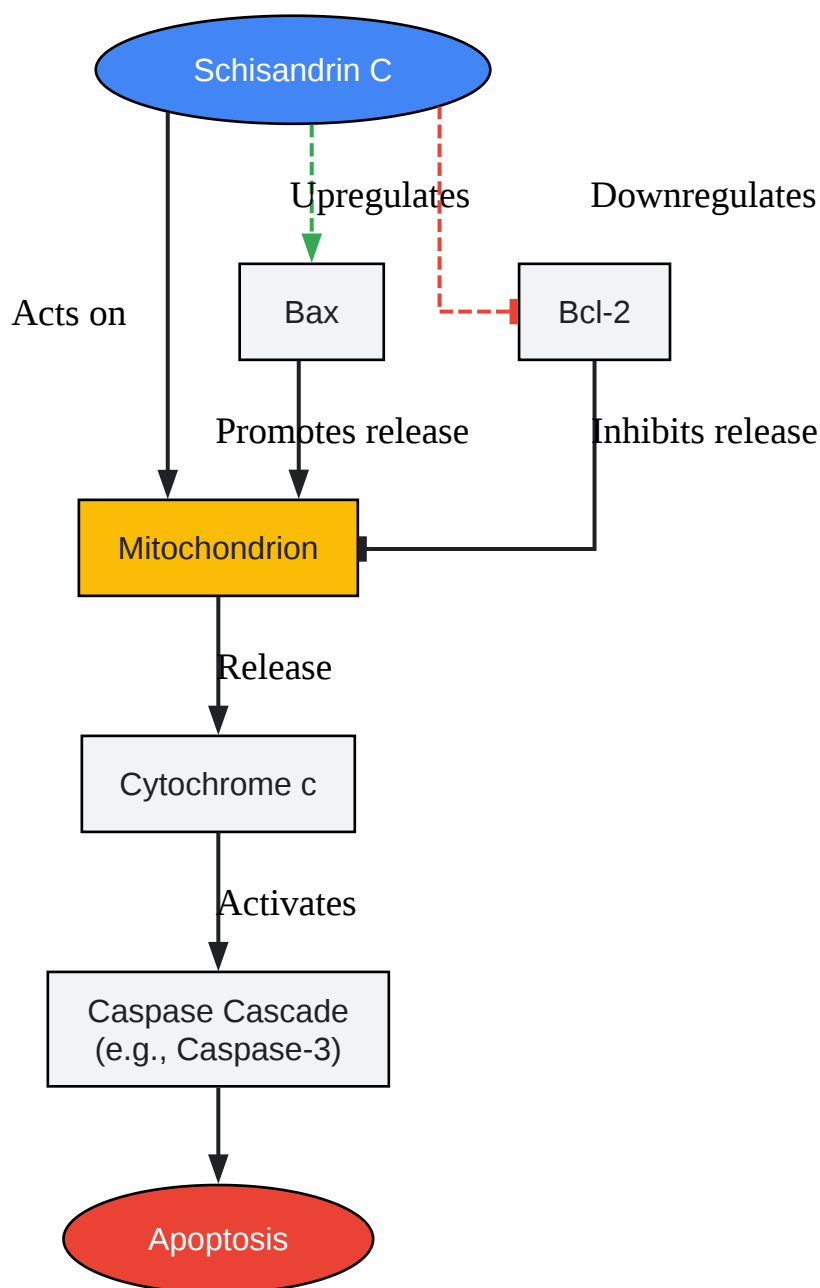 Schisandrin C
Upregulates
Downregulates
Acts on
Bax
Bcl-2
Promotes release
Inhibits release
Mitochondrion
Release
Cytochrome c
Activates
Caspase Cascade
(e.g., Caspase-3)
Apoptosis